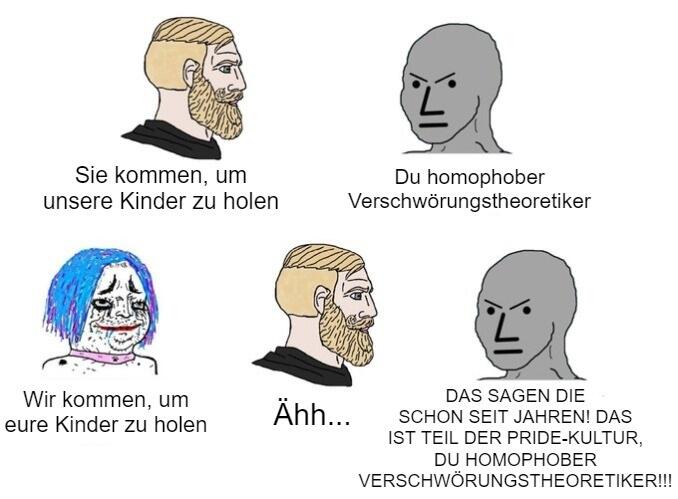 Sie kommen, um
unsere Kinder zu holen
Du homophober
Verschwörungstheoretiker
Wir kommen, um
eure Kinder zu holen
Ähh...
DAS SAGEN DIE
SCHON SEIT JAHREN! DAS
IST TEIL DER PRIDE-KULTUR,
DU HOMOPHOBER
VERSCHWÖRUNGSTHEORETIKER!!!